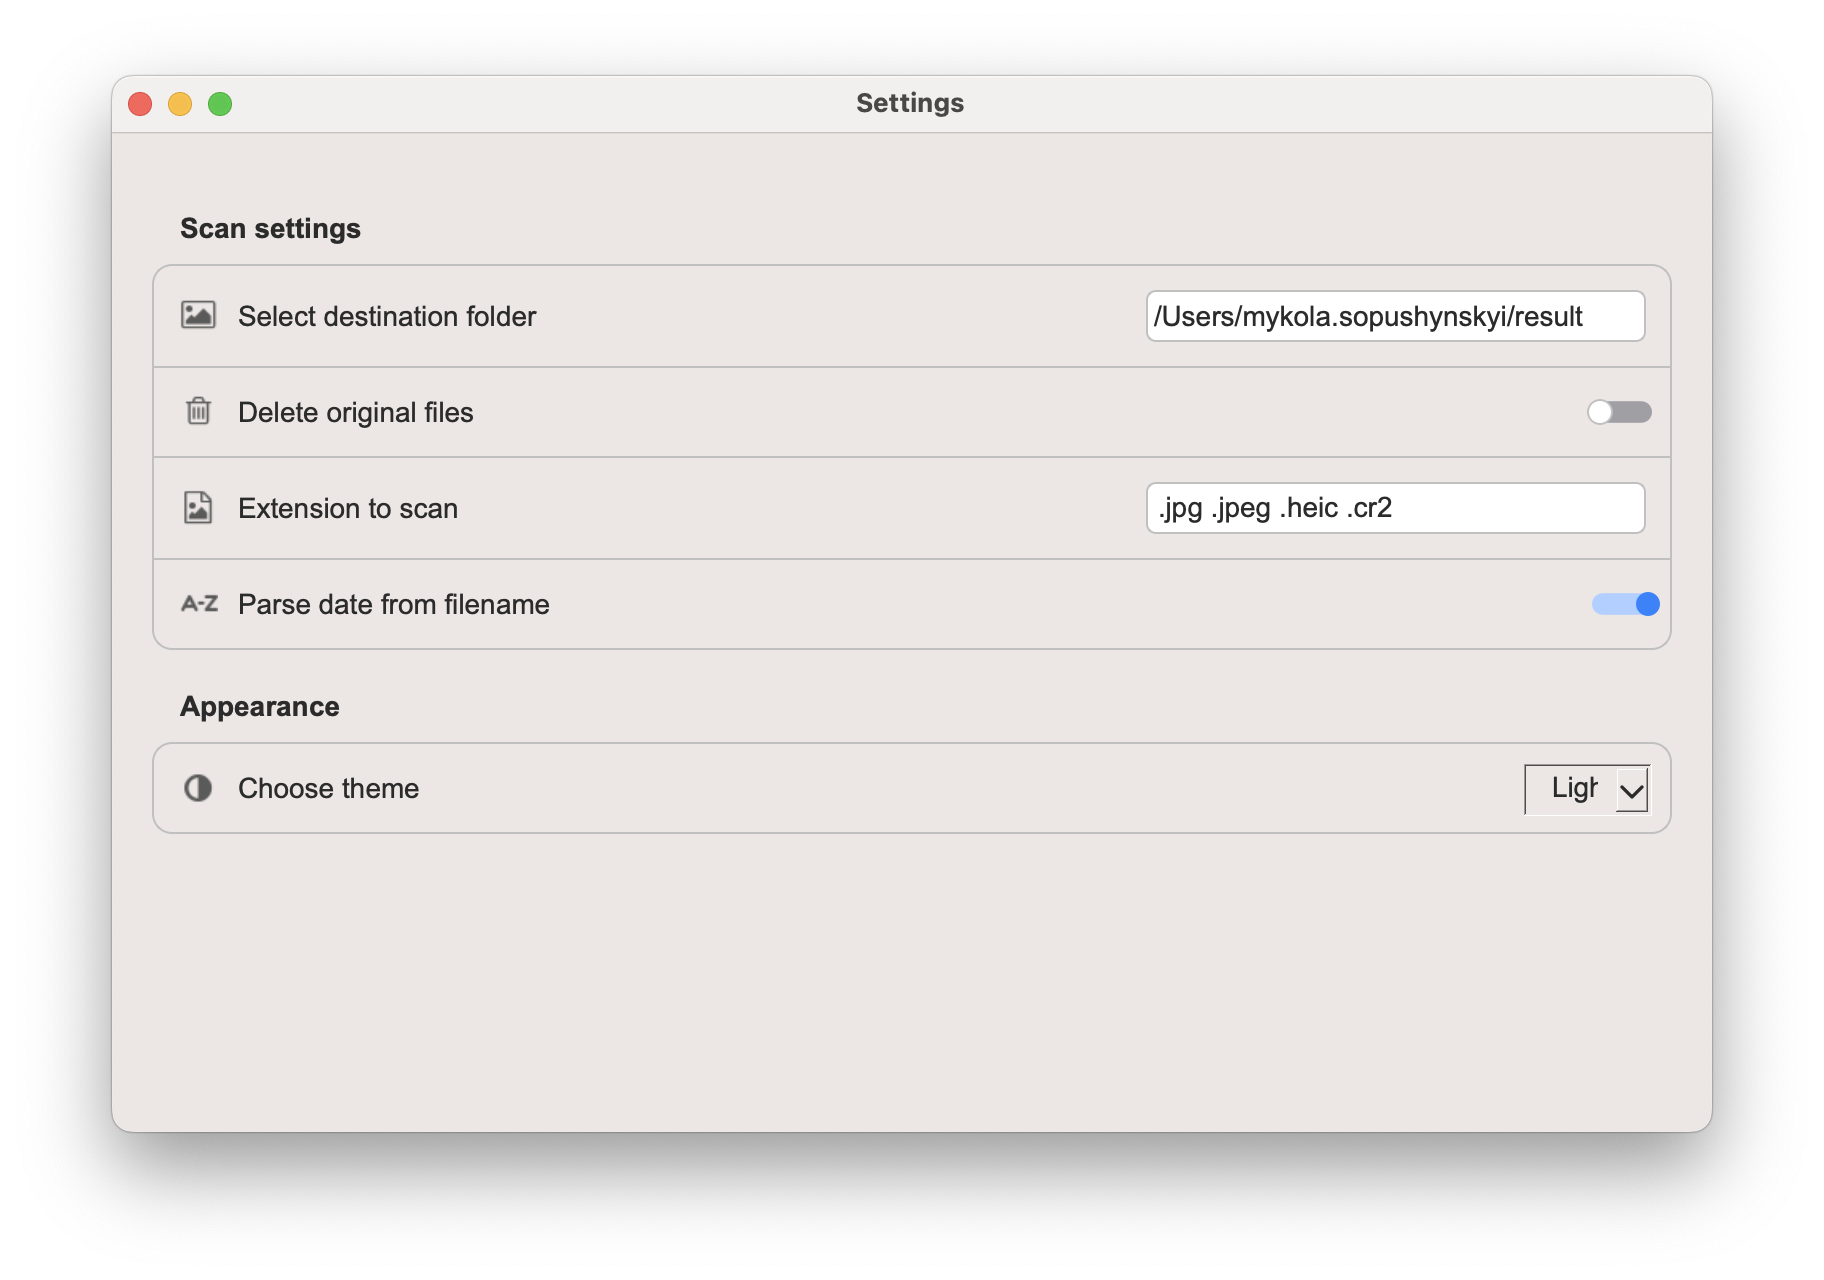 Settings
Scan settings
Select destination folder
/Users/mykola.sopushynskyi/result
Delete original files
Extension to scan
.jpg .jpeg .heic .cr2
A-Z Parse date from filename
Appearance
Choose theme
Ligh